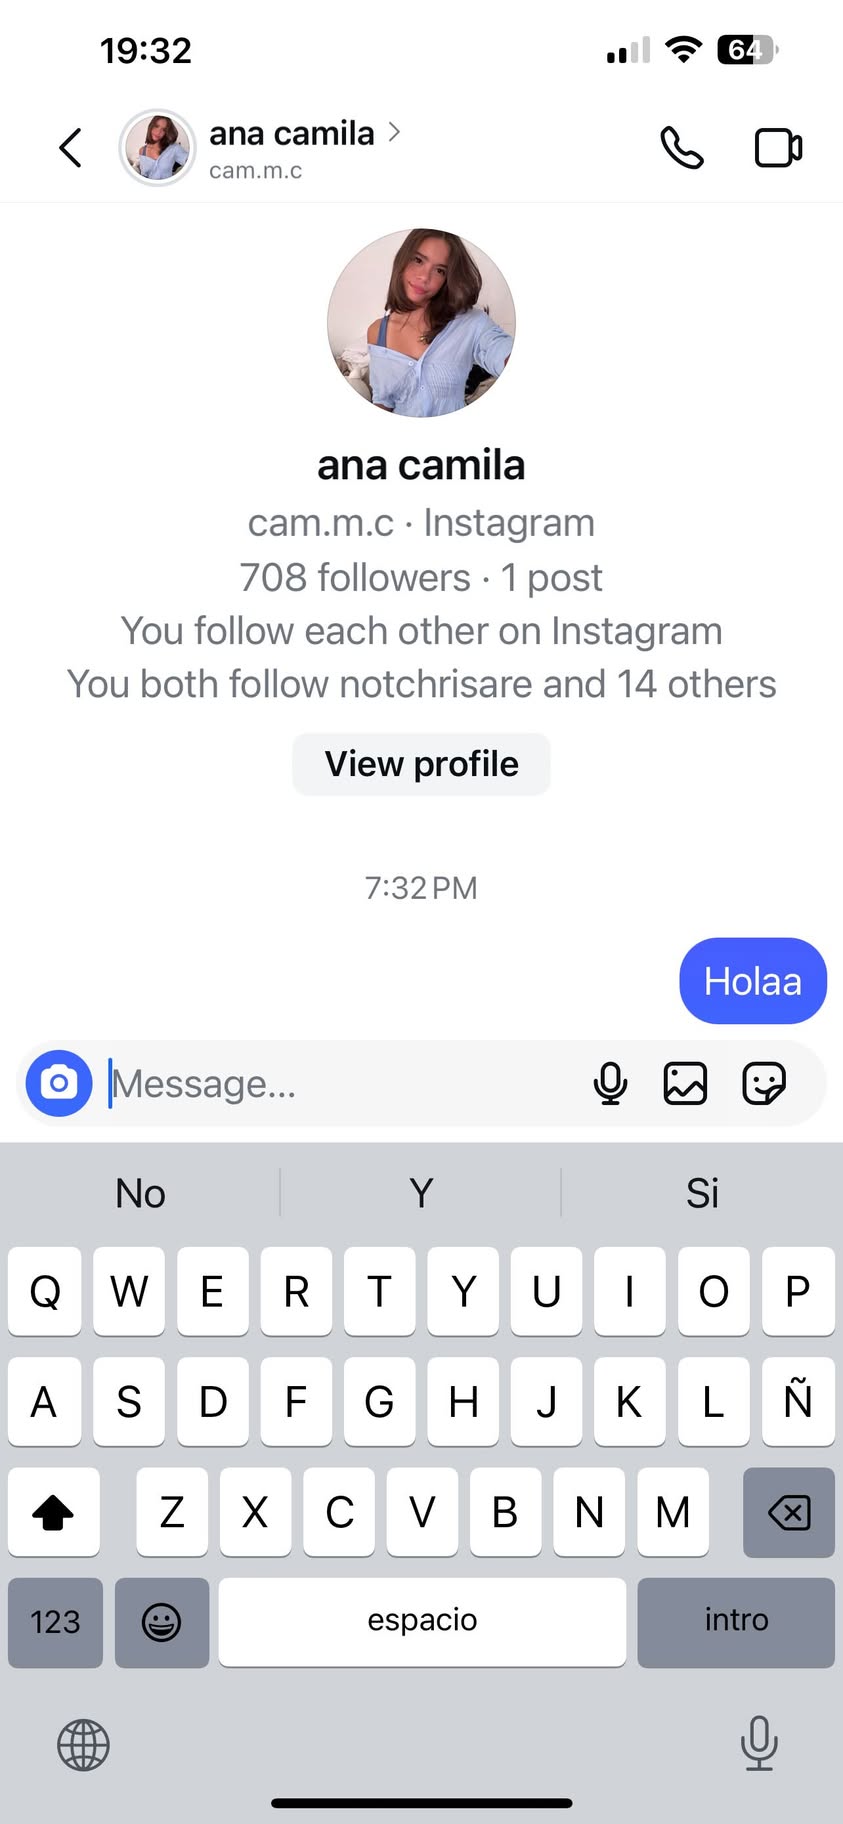 19:32
64
ana camila
cam.m.c
ana camila
cam.m.c · Instagram
708 followers · 1 post
You follow each other on Instagram
You both follow notchrisare and 14 others
View profile
7:32 PM
Holaa
Message...
No Y Si
Q W E R T Y U I O P
A S D F G H J K L Ñ
Z X C V B N M
123 espacio intro